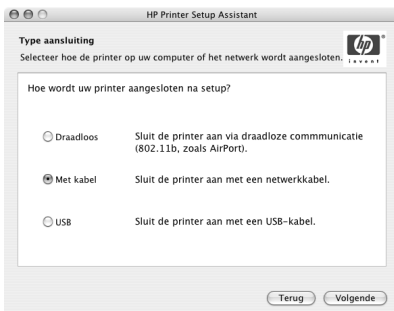 HP Printer Setup Assistant
Type aansluiting
Selecteer hoe de printer op uw computer of het netwerk wordt aangesloten.
hp
invent
Hoe wordt uw printer aangesloten na setup?
Draadloos
Sluit de printer aan via draadloze commmunicatie
(802.11b, zoals AirPort).
Met kabel
Sluit de printer aan met een netwerkkabel.
USB
Sluit de printer aan met een USB-kabel.
Terug
Volgende